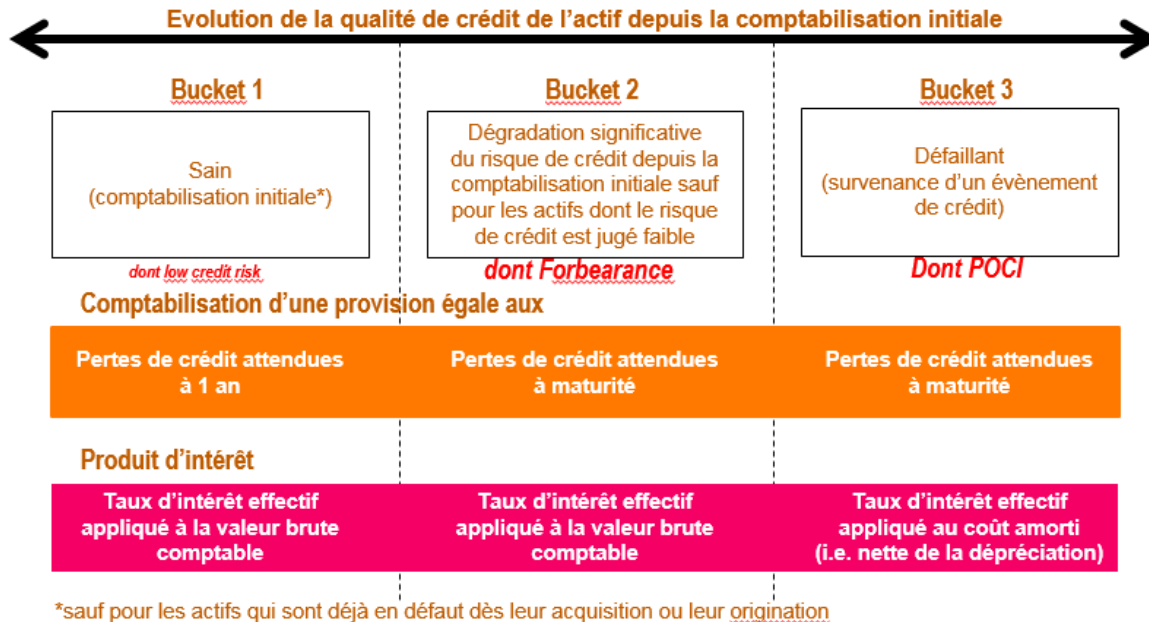 Evolution de la qualité de crédit de l'actif depuis la comptabilisation initiale
Bucket 1
Bucket 2
Bucket 3
Sain
(comptabilisation initiale*)
Dégradation significative
du risque de crédit depuis la
comptabilisation initiale sauf
pour les actifs dont le risque
de crédit est jugé faible
Défaillant
(survenance d'un évènement
de crédit)
dont low credit risk
dont Forbearance
Dont POCI
Comptabilisation d'une provision égale aux
Pertes de crédit attendues
à 1 an
Pertes de crédit attendues
à maturité
Pertes de crédit attendues
à maturité
Produit d'intérêt
Taux d'intérêt effectif
appliqué à la valeur brute
comptable
Taux d'intérêt effectif
appliqué à la valeur brute
comptable
Taux d'intérêt effectif
appliqué au coût amorti
(i.e. nette de la dépréciation)
*sauf pour les actifs qui sont déjà en défaut dès leur acquisition ou leur origination